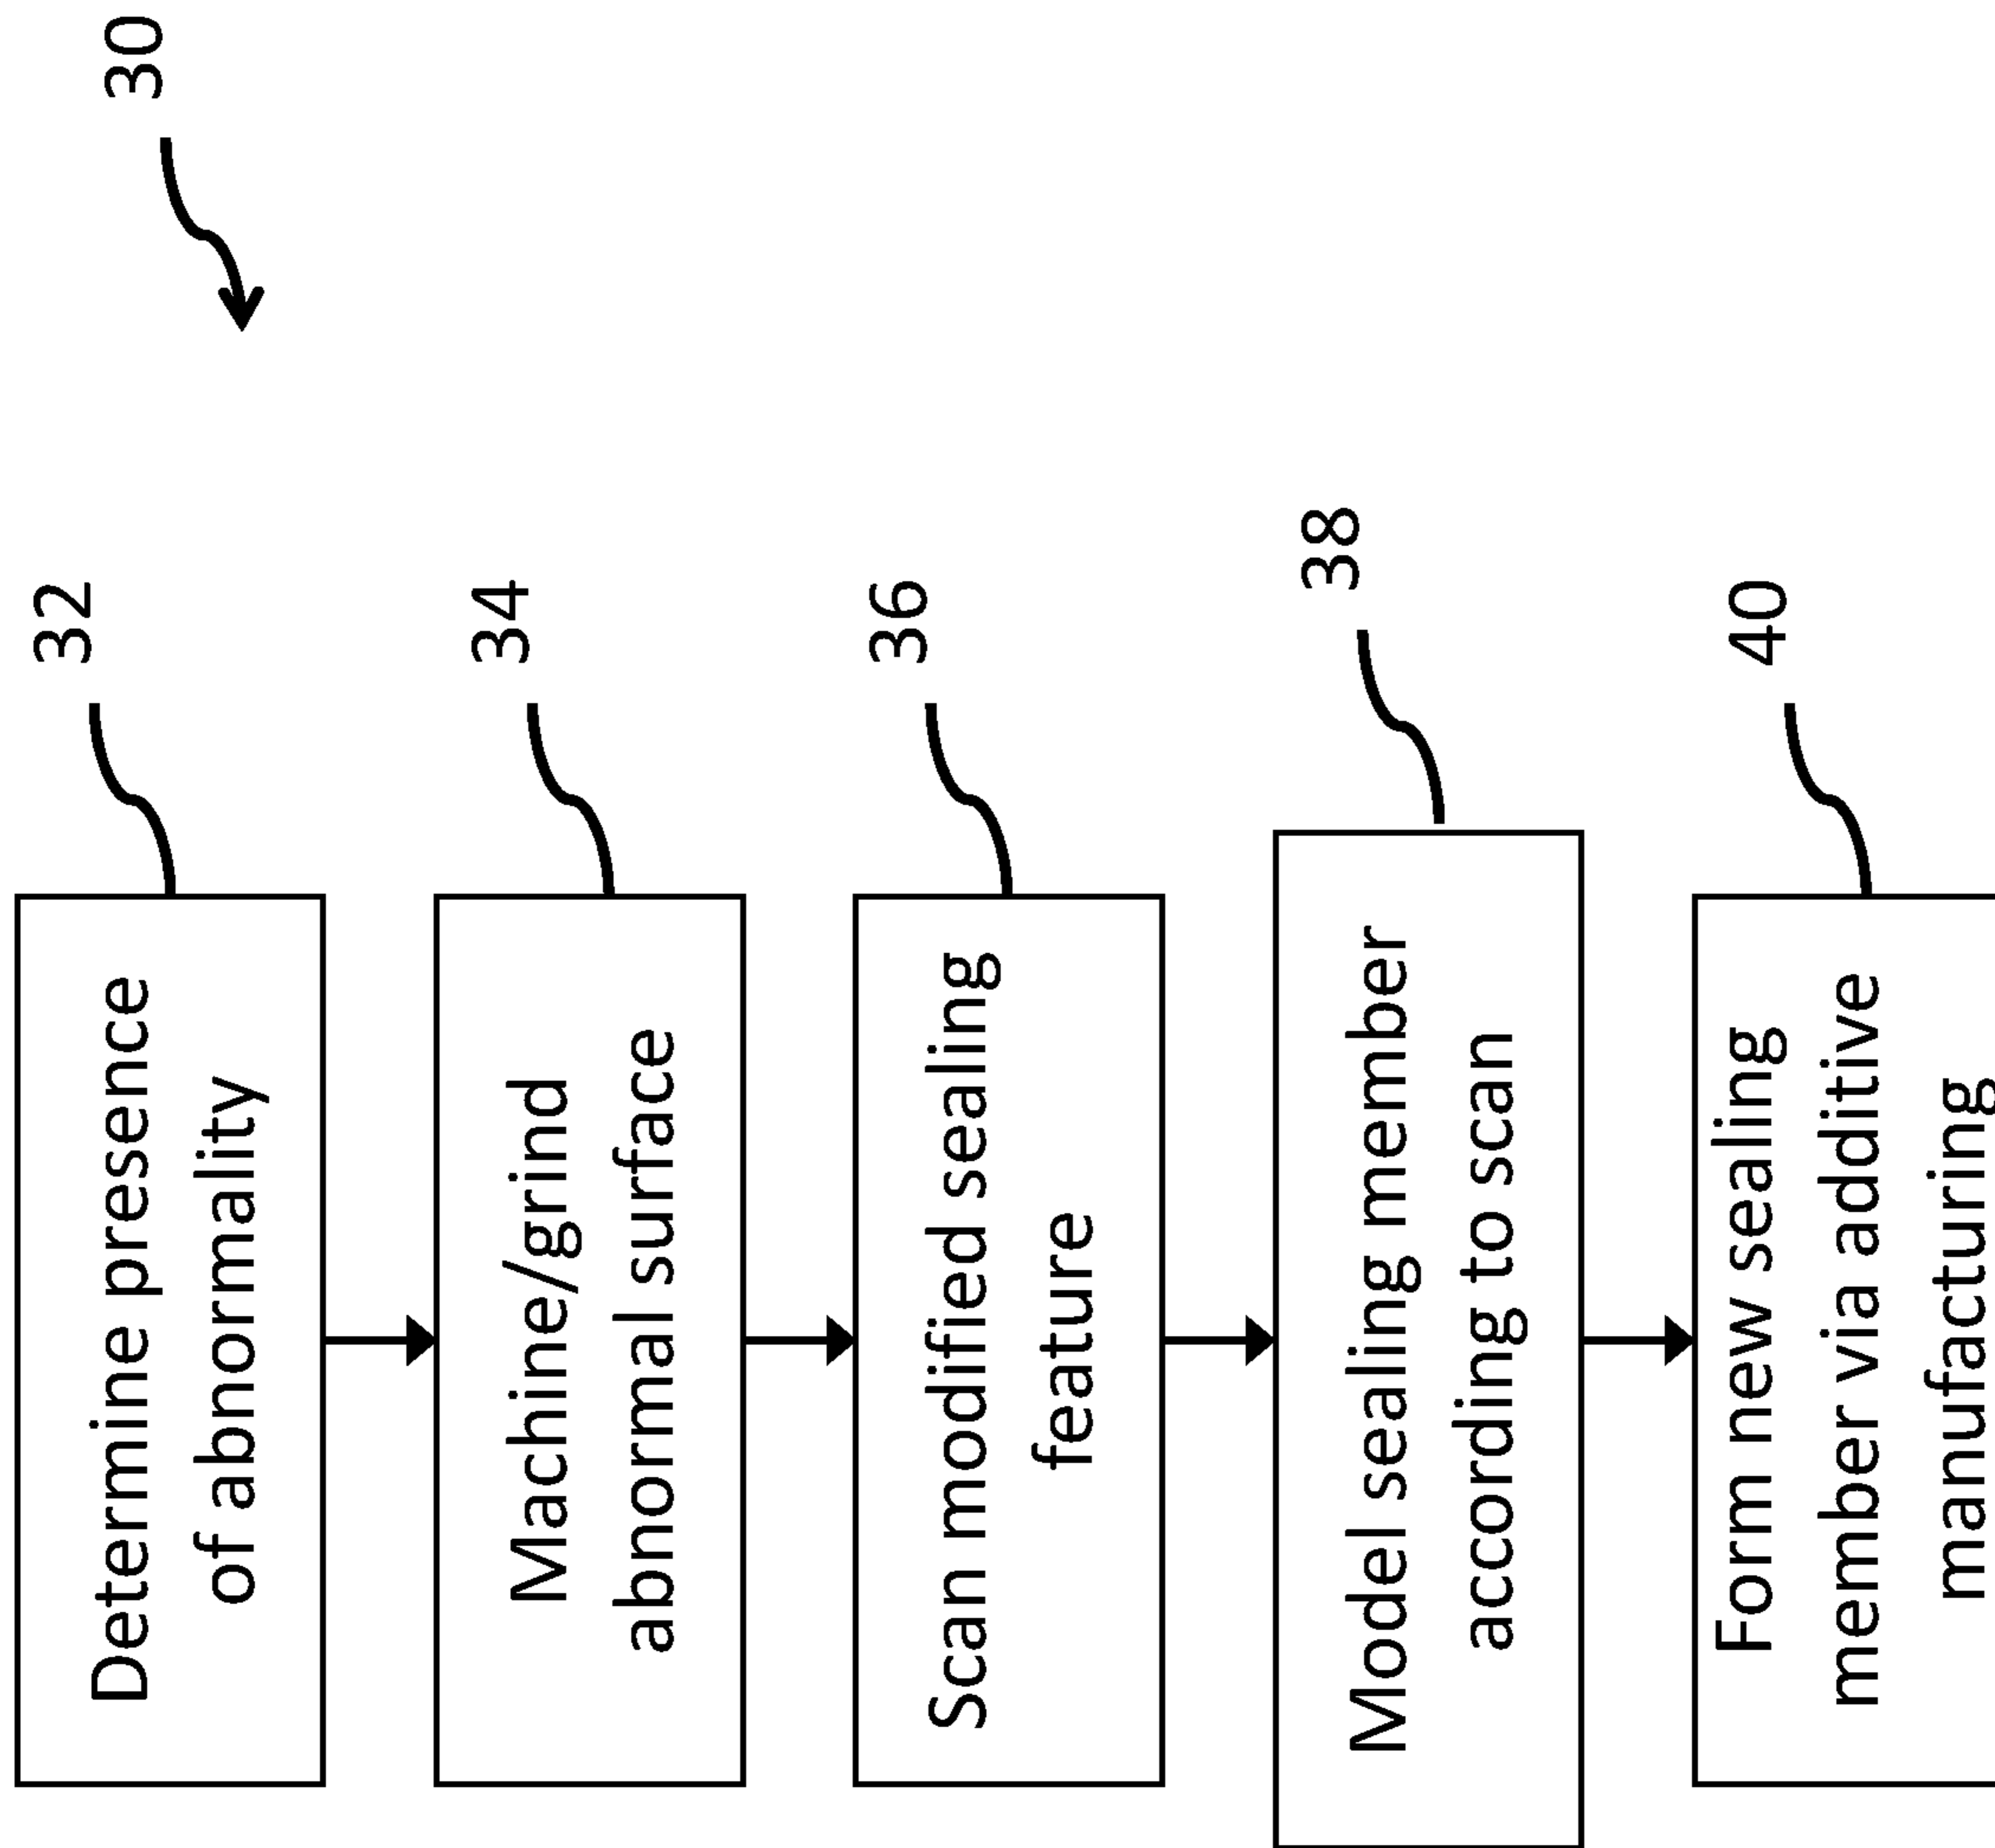 30
32
Determine presence
of abnormality
34
Machine/grind
abnormal surface
36
Scan modified sealing
feature
38
Model sealing member
according to scan
40
Form new sealing
member via additive
manufacturing